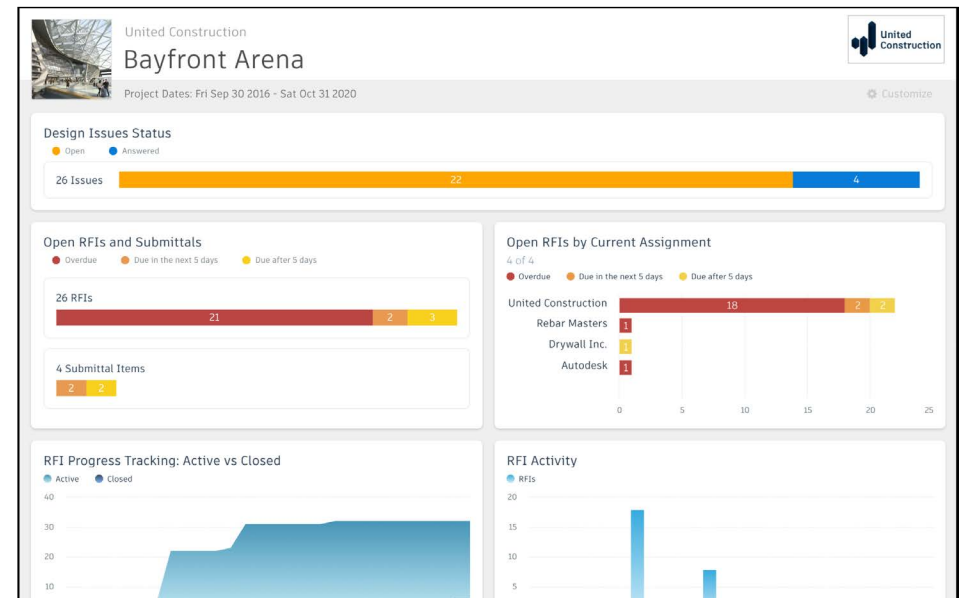 United Construction
Bayfront Arena
United
Construction
Project Dates: Fri Sep 30 2016 - Sat Oct 31 2020
Customize
Design Issues Status
Open Answered
26 Issues 22 4
Open RFIs and Submittals
Overdue Due in the next 5 days Due after 5 days
26 RFIs
21 2 3
4 Submittal Items
2 2
Open RFIs by Current Assignment
4 of 4
Overdue Due in the next 5 days Due after 5 days
United Construction 18 2 2
Rebar Masters 1
Drywall Inc. 1
Autodesk 1
0 5 10 15 20 25
RFI Progress Tracking: Active vs Closed
Active Closed
40
30
20
10
RFI Activity
RFIs
20
15
10
5